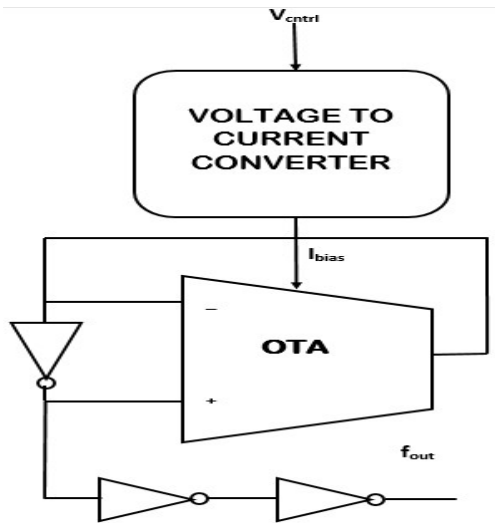 Vcntrl
VOLTAGE TO
CURRENT
CONVERTER
Ibias
−
OTA
+
fout